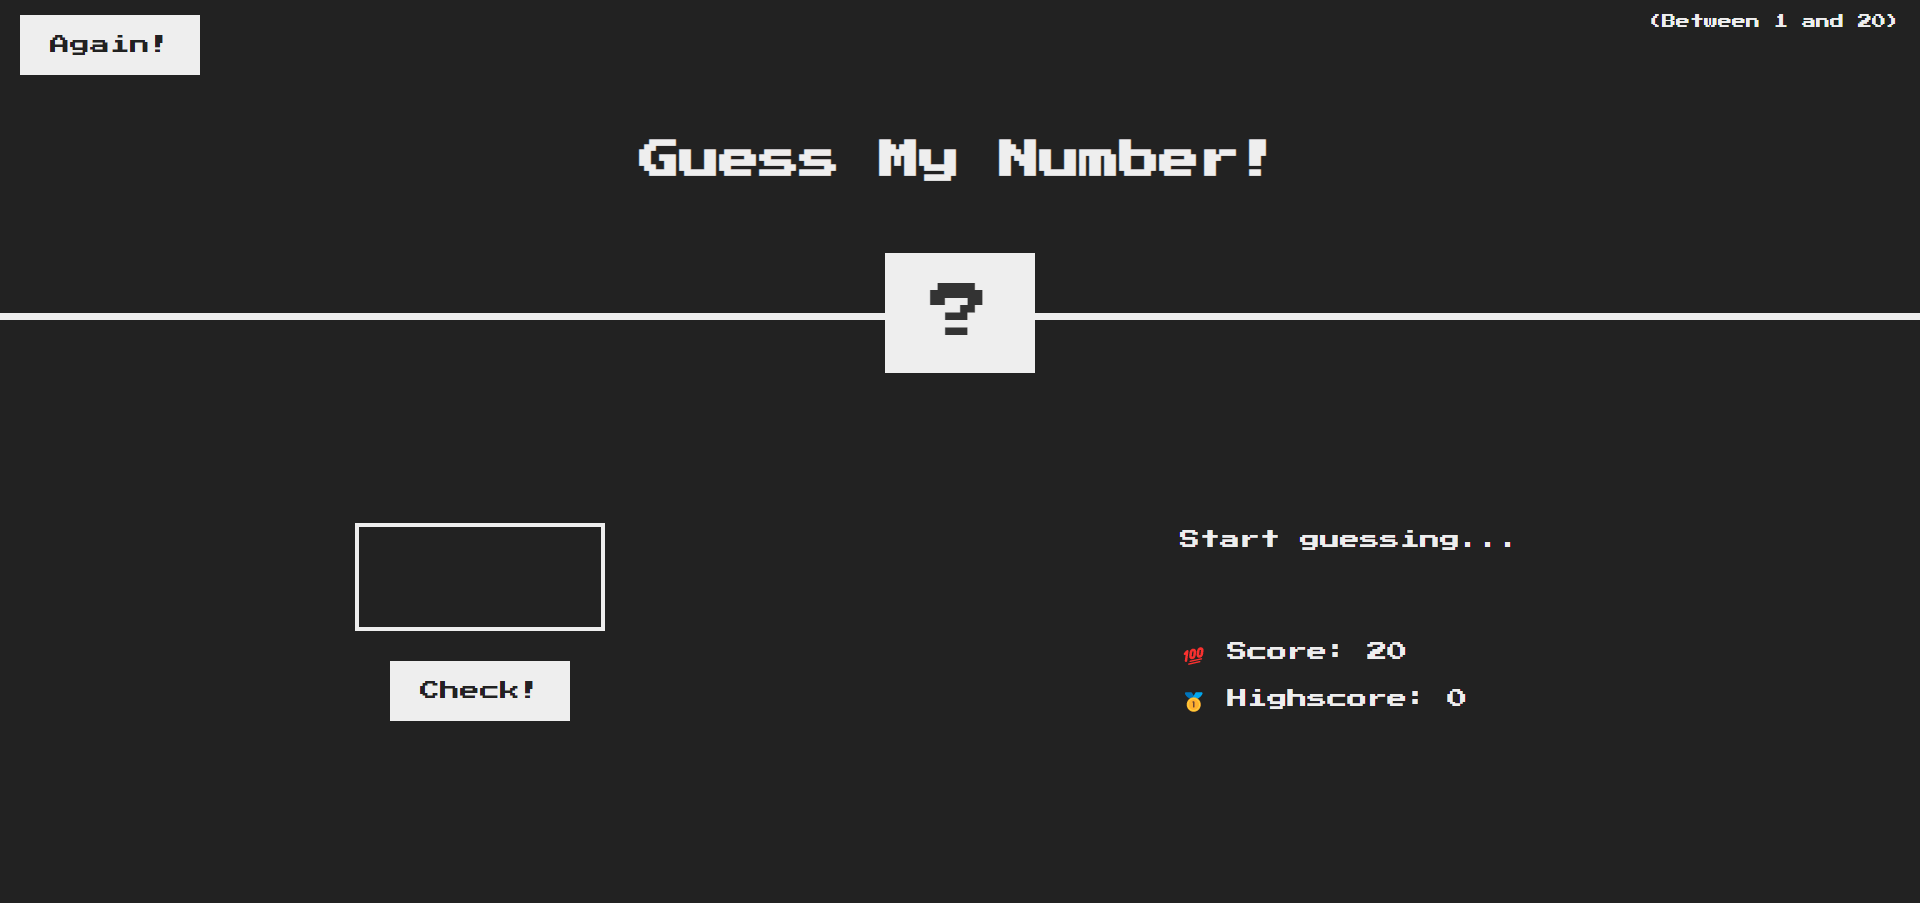 Again!
(Between 1 and 20)
Guess My Number!
?
Start guessing...
💯 Score: 20
🥇 Highscore: 0
Check!